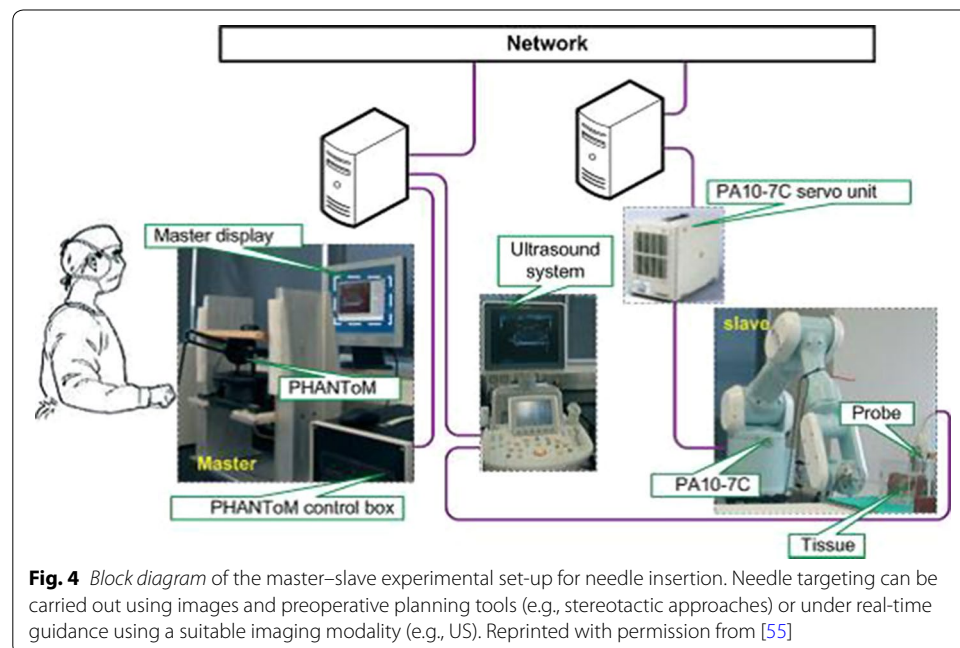 Network
PA10-7C servo unit
Master display
Ultrasound
system
slave
PHANToM
Probe
Master
PA10-7C
PHANToM control box
Tissue
Fig. 4 Block diagram of the master–slave experimental set-up for needle insertion. Needle targeting can be
carried out using images and preoperative planning tools (e.g., stereotactic approaches) or under real-time
guidance using a suitable imaging modality (e.g., US). Reprinted with permission from [55]